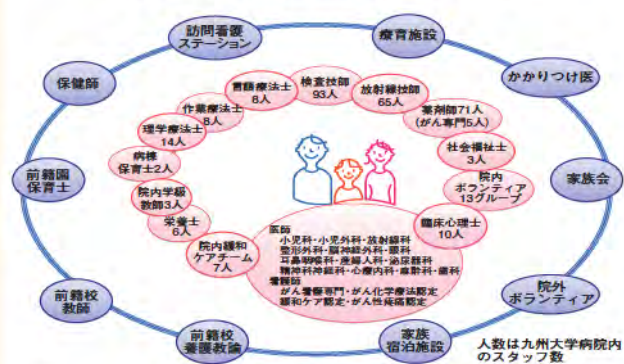 訪問看護
ステーション
療育施設
保健師
かかりつけ医
言語療法士
8人
検査技師
93人
放射線技師
65人
作業療法士
8人
薬剤師71人
(がん専門5人)
理学療法士
14人
社会福祉士
3人
病棟
保育士2人
院内
ボランティア
13グループ
前籍園
保育士
家族会
院内学級
教師3人
栄養士
6人
臨床心理士
10人
院内緩和
ケアチーム
7人
医師
小児科・小児外科・放射線科
整形外科・脳神経外科・眼科
耳鼻咽喉科・産婦人科・泌尿器科
精神科神経科・心療内科・麻酔科・歯科
看護師
がん看護専門・がん化学療法認定
緩和ケア認定・がん性疼痛認定
前籍校
教師
院外
ボランティア
前籍校
養護教諭
家族
宿泊施設
人数は九州大学病院内
のスタッフ数